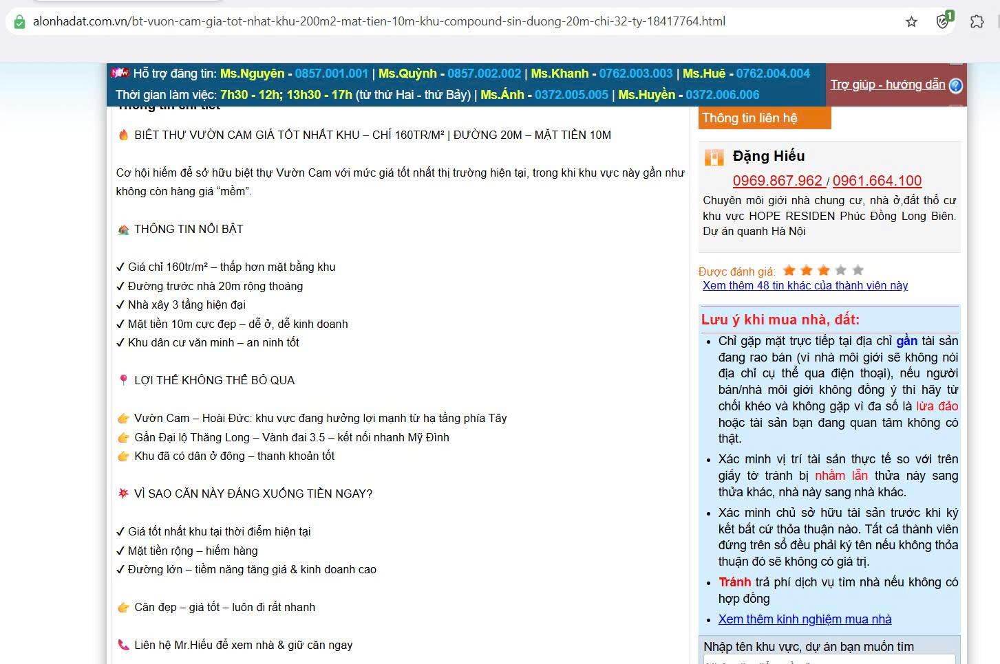 alonhadat.com.vn/bt-vuon-cam-gia-tot-nhat-khu-200m2-mat-tien-10m-khu-compound-sin-duong-20m-chi-32-ty-18417764.html
1
NEW Hỗ trợ đăng tin: Ms.Nguyên - 0857.001.001 | Ms.Quỳnh - 0857.002.002 | Ms.Khanh - 0762.003.003 | Ms.Huê - 0762.004.004
Thời gian làm việc: 7h30 - 12h; 13h30 - 17h (từ thứ Hai - thứ Bảy) | Ms.Ánh - 0372.005.005 | Ms.Huyền - 0372.006.006
Trợ giúp - hướng dẫn ?
Thông tin chi tiết
🔥 BIỆT THỰ VƯỜN CAM GIÁ TỐT NHẤT KHU – CHỈ 160TR/M² | ĐƯỜNG 20M – MẶT TIỀN 10M
Cơ hội hiếm để sở hữu biệt thự Vườn Cam với mức giá tốt nhất thị trường hiện tại, trong khi khu vực này gần như
không còn hàng giá “mềm”.
🏠 THÔNG TIN NỔI BẬT
✔ Giá chỉ 160tr/m² – thấp hơn mặt bằng khu
✔ Đường trước nhà 20m rộng thoáng
✔ Nhà xây 3 tầng hiện đại
✔ Mặt tiền 10m cực đẹp – dễ ở, dễ kinh doanh
✔ Khu dân cư văn minh – an ninh tốt
📍 LỢI THẾ KHÔNG THỂ BỎ QUA
👉 Vườn Cam – Hoài Đức: khu vực đang hưởng lợi mạnh từ hạ tầng phía Tây
👉 Gần Đại lộ Thăng Long – Vành đai 3.5 – kết nối nhanh Mỹ Đình
👉 Khu đã có dân ở đông – thanh khoản tốt
💥 VÌ SAO CĂN NÀY ĐÁNG XUỐNG TIỀN NGAY?
✔ Giá tốt nhất khu tại thời điểm hiện tại
✔ Mặt tiền rộng – hiếm hàng
✔ Đường lớn – tiềm năng tăng giá & kinh doanh cao
👉 Căn đẹp – giá tốt – luôn đi rất nhanh
📞 Liên hệ Mr.Hiếu để xem nhà & giữ căn ngay
Thông tin liên hệ
Đặng Hiếu
0969.867.962 / 0961.664.100
Chuyên môi giới nhà chung cư, nhà ở,đất thổ cư
khu vực HOPE RESIDEN Phúc Đồng Long Biên.
Dự án quanh Hà Nội
Được đánh giá:
Xem thêm 48 tin khác của thành viên này
Lưu ý khi mua nhà, đất:
• Chỉ gặp mặt trực tiếp tại địa chỉ gần tài sản
đang rao bán (vì nhà môi giới sẽ không nói
địa chỉ cụ thể qua điện thoại), nếu người
bán/nhà môi giới không đồng ý thì hãy từ
chối khéo và không gặp vì đa số là lừa đảo
hoặc tài sản bạn đang quan tâm không có
thật.
• Xác minh vị trí tài sản thực tế so với trên
giấy tờ tránh bị nhầm lẫn thửa này sang
thửa khác, nhà này sang nhà khác.
• Xác minh chủ sở hữu tài sản trước khi ký
kết bất cứ thỏa thuận nào. Tất cả thành viên
đứng trên sổ đều phải ký tên nếu không thỏa
thuận đó sẽ không có giá trị.
• Tránh trả phí dịch vụ tìm nhà nếu không có
hợp đồng
• Xem thêm kinh nghiệm mua nhà
Nhập tên khu vực, dự án bạn muốn tìm